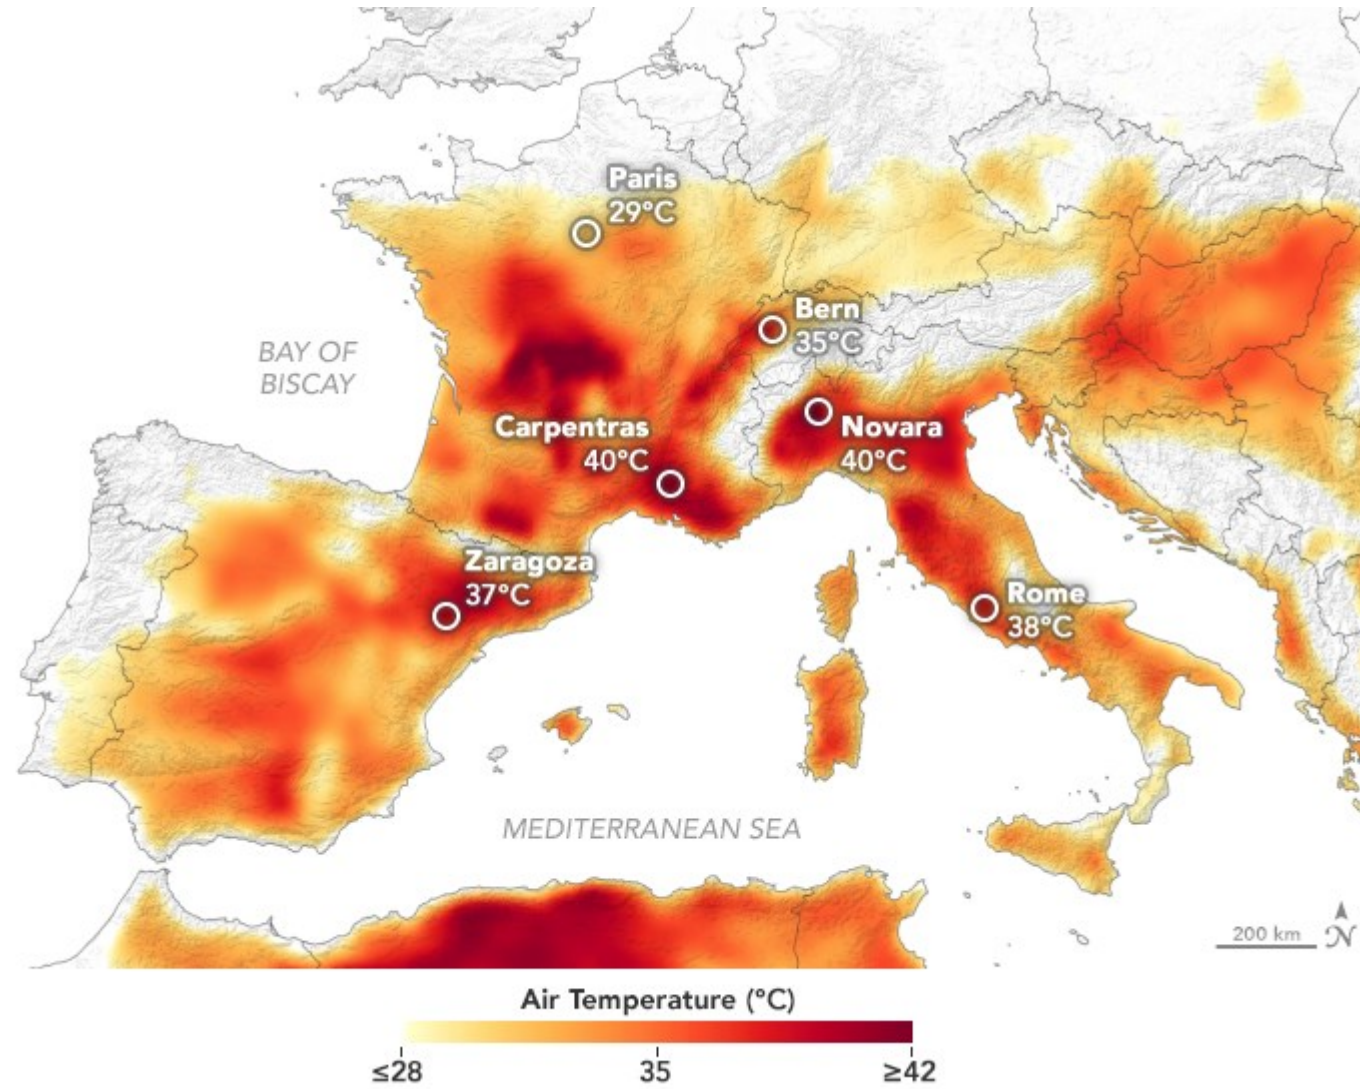 Paris
29°C
Bern
35°C
BAY OF
BISCAY
Carpentras
40°C
Novara
40°C
Zaragoza
37°C
Rome
38°C
MEDITERRANEAN SEA
200 km
N
Air Temperature (°C)
≤28
35
≥42